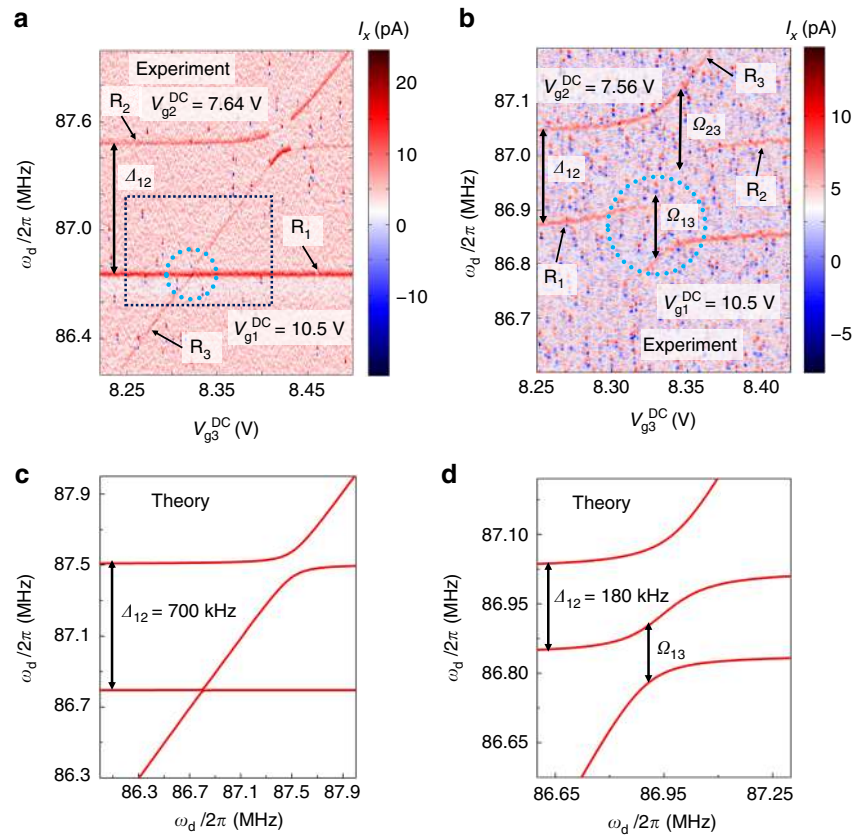 a
I_x (pA)
Experiment
V_g2^DC = 7.64 V
R_2
Δ_12
R_1
V_g1^DC = 10.5 V
R_3
87.6
87.0
86.4
ω_d/2π (MHz)
8.25
8.35
8.45
V_g3^DC (V)
20
10
0
−10
b
I_x (pA)
R_3
V_g2^DC = 7.56 V
Ω_23
Δ_12
R_2
Ω_13
R_1
V_g1^DC = 10.5 V
Experiment
87.1
87.0
86.9
86.8
86.7
ω_d/2π (MHz)
8.25
8.30
8.35
8.40
V_g3^DC (V)
10
5
0
−5
c
Theory
Δ_12 = 700 kHz
87.9
87.5
87.1
86.7
86.3
ω_d/2π (MHz)
86.3
86.7
87.1
87.5
87.9
ω_d/2π (MHz)
d
Theory
Δ_12 = 180 kHz
Ω_13
87.10
86.95
86.80
86.65
ω_d/2π (MHz)
86.65
86.95
87.25
ω_d/2π (MHz)